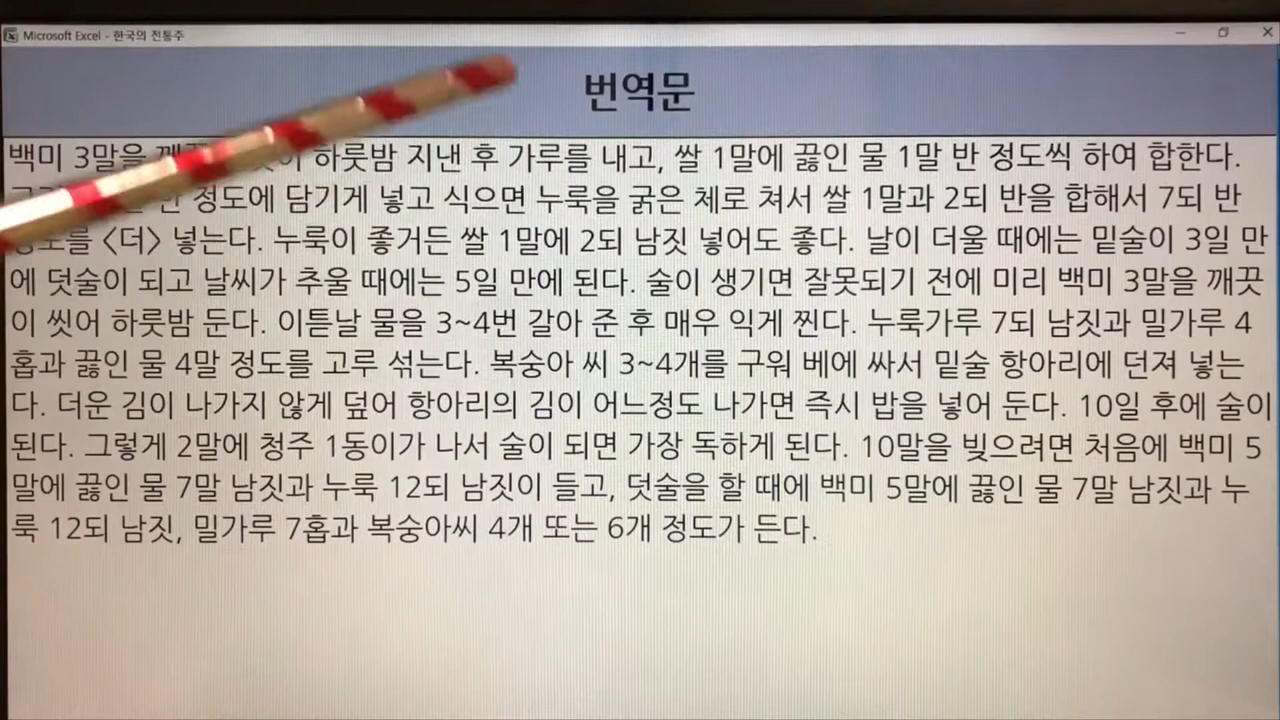 Microsoft Excel - 한국의 전통주
번역문
백미 3말을 하룻밤 지낸 후 가루를 내고, 쌀 1말에 끓인 물 1말 반 정도씩 하여 합한다.
반 정도에 담기게 넣고 식으면 누룩을 굵은 체로 쳐서 쌀 1말과 2되 반을 합해서 7되 반
<더> 넣는다. 누룩이 좋거든 쌀 1말에 2되 남짓 넣어도 좋다. 날이 더울 때에는 밑술이 3일 만
에 덧술이 되고 날씨가 추울 때에는 5일 만에 된다. 술이 생기면 잘못되기 전에 미리 백미 3말을 깨끗
이 씻어 하룻밤 둔다. 이튿날 물을 3~4번 갈아 준 후 매우 익게 찐다. 누룩가루 7되 남짓과 밀가루 4
홉과 끓인 물 4말 정도를 고루 섞는다. 복숭아 씨 3~4개를 구워 베에 싸서 밑술 항아리에 던져 넣는
다. 더운 김이 나가지 않게 덮어 항아리의 김이 어느정도 나가면 즉시 밥을 넣어 둔다. 10일 후에 술이
된다. 그렇게 2말에 청주 1동이가 나서 술이 되면 가장 독하게 된다. 10말을 빚으려면 처음에 백미 5
말에 끓인 물 7말 남짓과 누룩 12되 남짓이 들고, 덧술을 할 때에 백미 5말에 끓인 물 7말 남짓과 누
룩 12되 남짓, 밀가루 7홉과 복숭아씨 4개 또는 6개 정도가 든다.